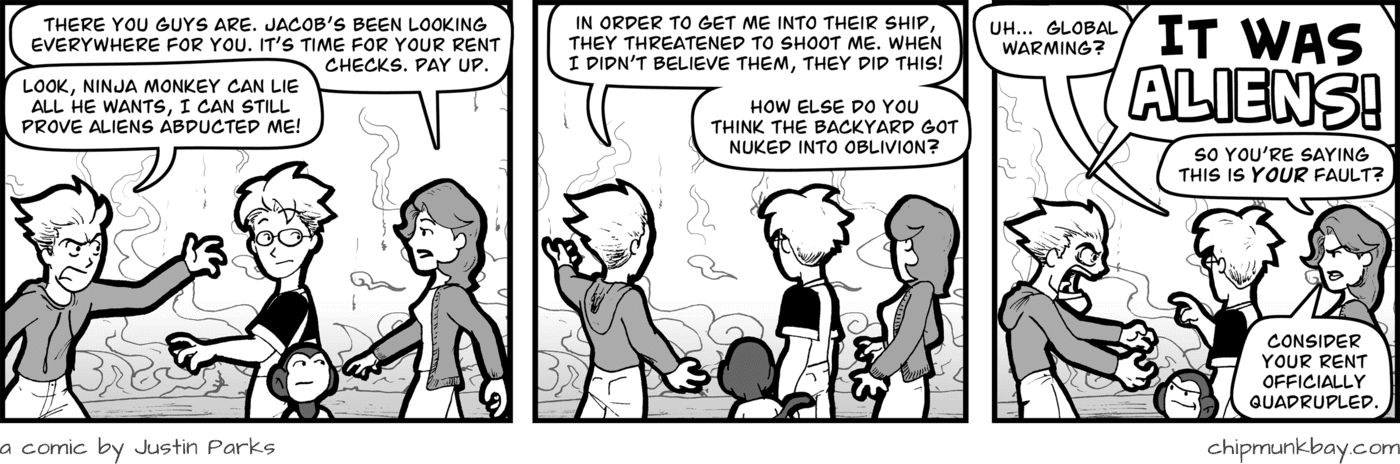 THERE YOU GUYS ARE. JACOB'S BEEN LOOKING
EVERYWHERE FOR YOU. IT'S TIME FOR YOUR RENT
CHECKS. PAY UP.
LOOK, NINJA MONKEY CAN LIE
ALL HE WANTS, I CAN STILL
PROVE ALIENS ABDUCTED ME!
IN ORDER TO GET ME INTO THEIR SHIP,
THEY THREATENED TO SHOOT ME. WHEN
I DIDN'T BELIEVE THEM, THEY DID THIS!
HOW ELSE DO YOU
THINK THE BACKYARD GOT
NUKED INTO OBLIVION?
UH... GLOBAL
WARMING?
IT WAS
ALIENS!
SO YOU'RE SAYING
THIS IS YOUR FAULT?
CONSIDER
YOUR RENT
OFFICIALLY
QUADRUPLED.
a comic by Justin Parks
chipmunkbay.com